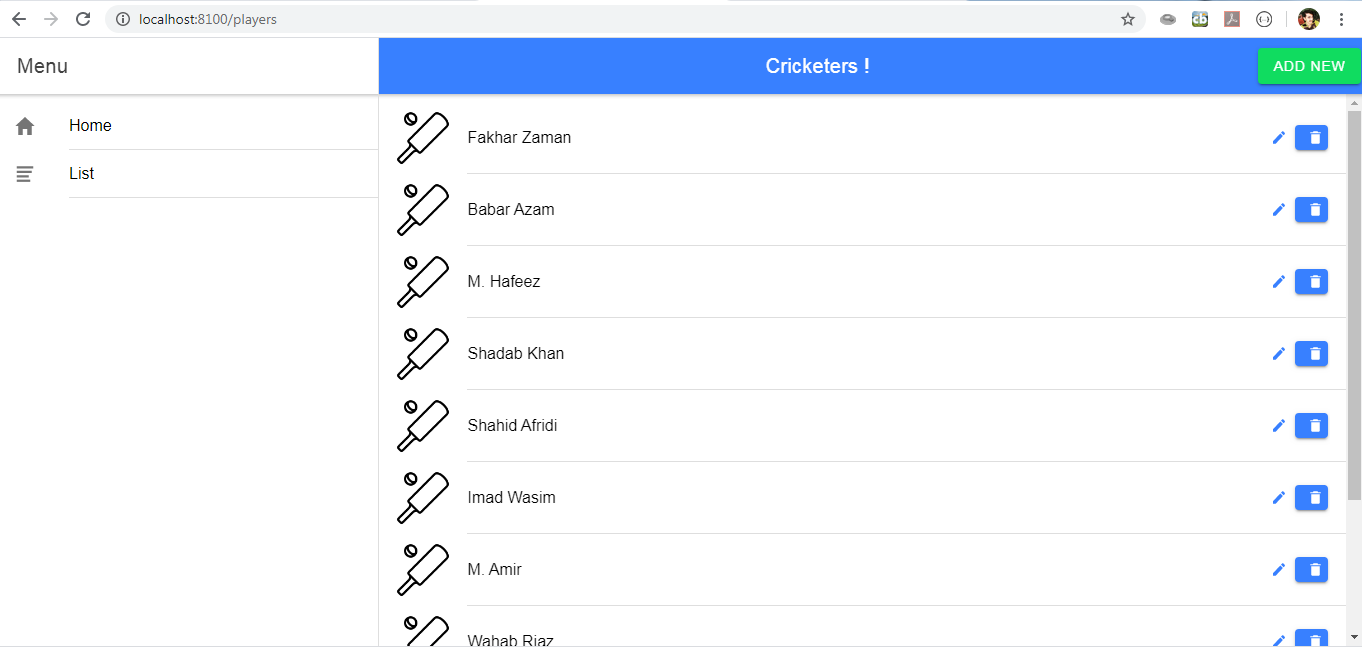 localhost:8100/players
Menu
Cricketers !
ADD NEW
Home
List
Fakhar Zaman
Babar Azam
M. Hafeez
Shadab Khan
Shahid Afridi
Imad Wasim
M. Amir
Wahab Riaz